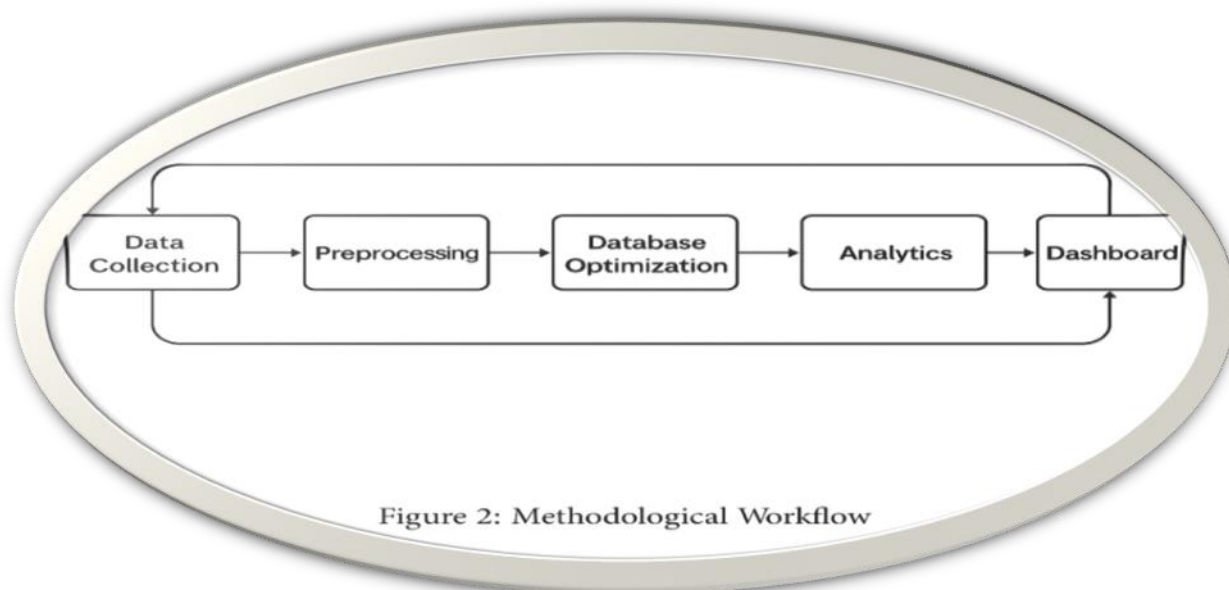 Data
Collection
Preprocessing
Database
Optimization
Analytics
Dashboard
Figure 2: Methodological Workflow